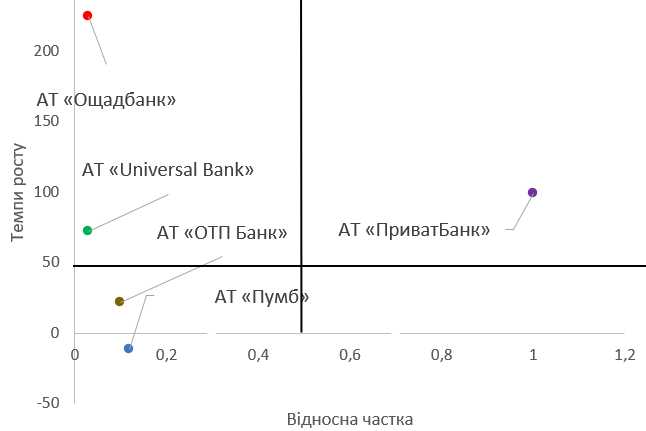 200
АТ «Ощадбанк»
150
АТ «Universal Bank»
100
АТ «ОТП Банк»
АТ «ПриватБанк»
50
АТ «Пумб»
0
0 0,2 0,4 0,6 0,8 1 1,2
-50
Темпи росту
Відносна частка